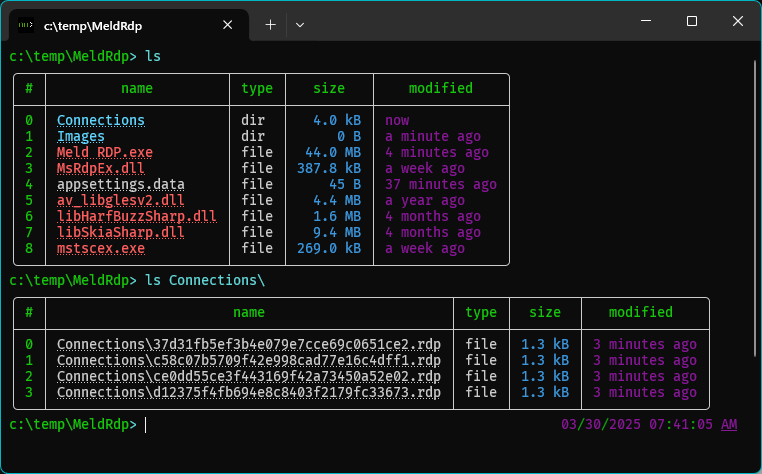 c:\temp\MeldRdp
c:\temp\MeldRdp> ls
# name type size modified
0 Connections dir 4.0 kB now
1 Images dir 0 B a minute ago
2 Meld RDP.exe file 44.0 MB 4 minutes ago
3 MsRdpEx.dll file 387.8 kB a week ago
4 appsettings.data file 45 B 37 minutes ago
5 av_libglesv2.dll file 4.4 MB a year ago
6 libHarfBuzzSharp.dll file 1.6 MB 4 months ago
7 libSkiaSharp.dll file 9.4 MB 4 months ago
8 mstscex.exe file 269.0 kB a week ago
c:\temp\MeldRdp> ls Connections\
# name type size modified
0 Connections\37d31fb5ef3b4e079e7cce69c0651ce2.rdp file 1.3 kB 3 minutes ago
1 Connections\c58c07b5709f42e998cad77e16c4dff1.rdp file 1.3 kB 3 minutes ago
2 Connections\ce0dd55ce3f443169f42a73450a52e02.rdp file 1.3 kB 3 minutes ago
3 Connections\d12375f4fb694e8c8403f2179fc33673.rdp file 1.3 kB 3 minutes ago
c:\temp\MeldRdp> 03/30/2025 07:41:05 AM